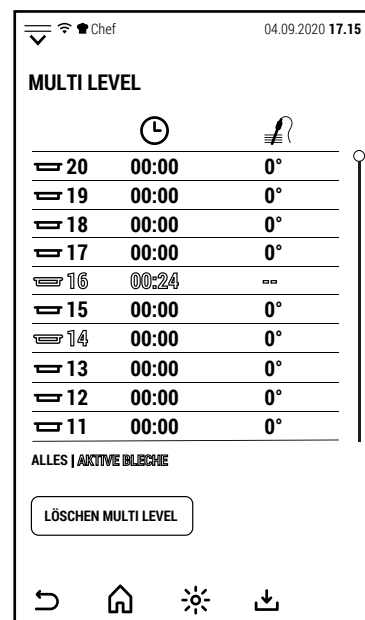 Chef 04.09.2020 17.15
MULTI LEVEL
20 00:00 0°
19 00:00 0°
18 00:00 0°
17 00:00 0°
16 00:24 --
15 00:00 0°
14 00:00 0°
13 00:00 0°
12 00:00 0°
11 00:00 0°
ALLES | AKTIVE BLECHE
LÖSCHEN MULTI LEVEL